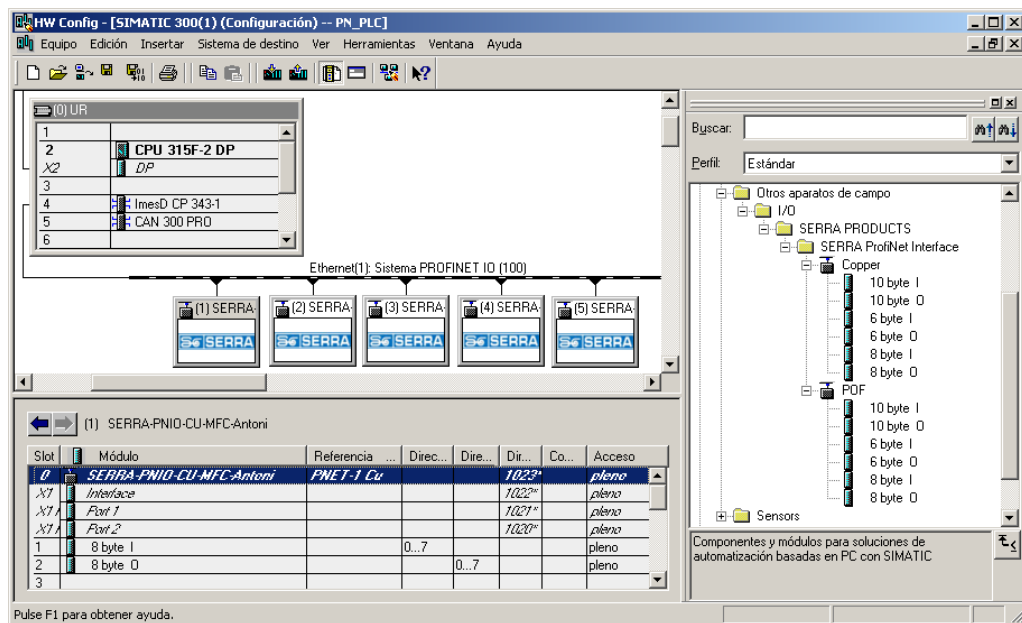 HW Config - [SIMATIC 300(1) (Configuración) -- PN_PLC]
Equipo Edición Insertar Sistema de destino Ver Herramientas Ventana Ayuda
(0) UR
1
2 CPU 315F-2 DP
X2 DP
3
4 ImesD CP 343-1
5 CAN 300 PRO
6
Ethernet(1): Sistema PROFINET IO (100)
(1) SERRA- (2) SERRA- (3) SERRA- (4) SERRA- (5) SERRA-
SERRA SERRA SERRA SERRA SERRA
(1) SERRA-PNIO-CU-MFC-Antoni
Slot Módulo Referencia ... Direc... Dire... Dir... Co... Acceso
0 SERRA-PNIO-CU-MFC-Antoni PNET-1 Cu 1023* pleno
X1 Interface 1022* pleno
X1 Port 1 1021* pleno
X1 Port 2 1020* pleno
1 8 byte I 0...7 pleno
2 8 byte O 0...7 pleno
3
Buscar:
Perfil: Estándar
Otros aparatos de campo
I/O
SERRA PRODUCTS
SERRA ProfiNet Interface
Copper
10 byte I
10 byte O
6 byte I
6 byte O
8 byte I
8 byte O
POF
10 byte I
10 byte O
6 byte I
6 byte O
8 byte I
8 byte O
Sensors
Componentes y módulos para soluciones de
automatización basadas en PC con SIMATIC
Pulse F1 para obtener ayuda.